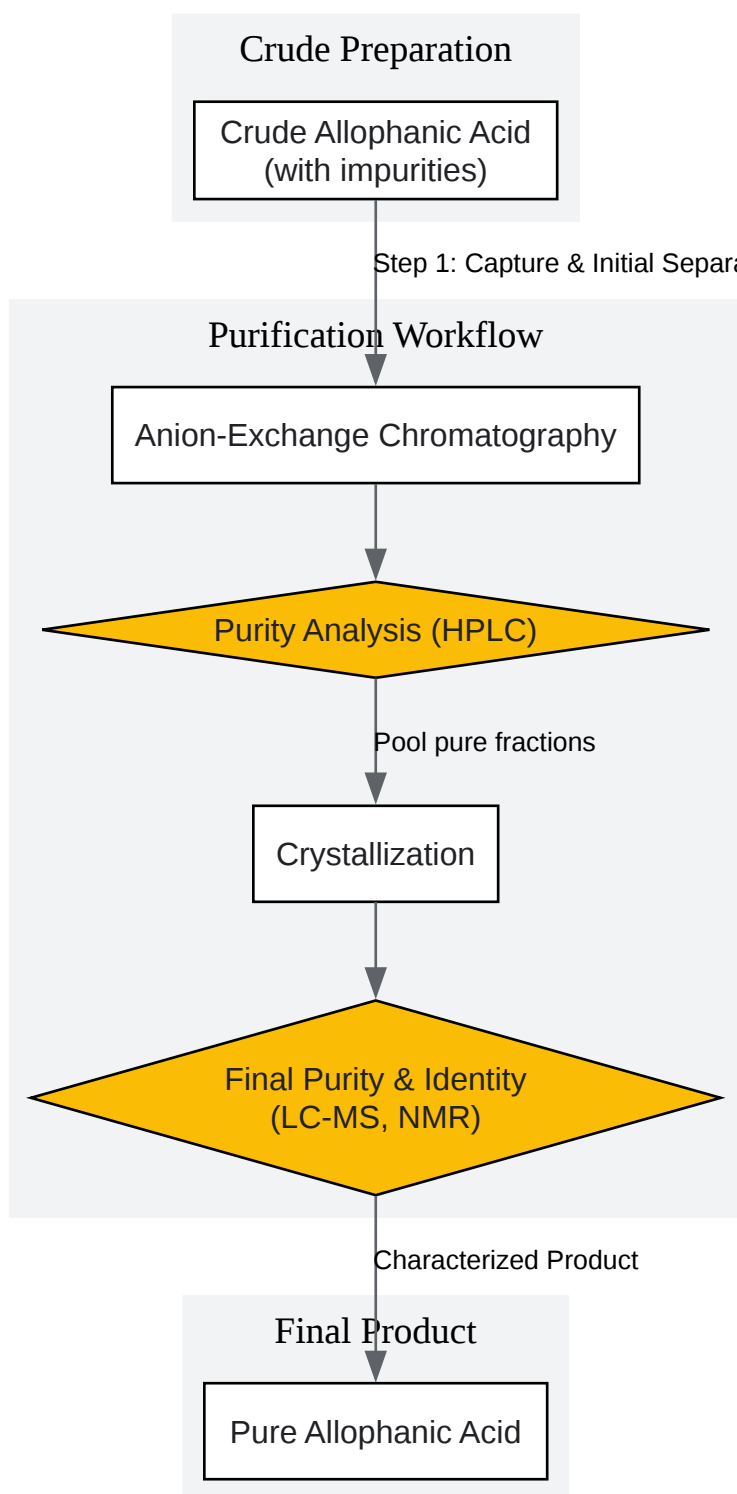 Crude Preparation
Crude Allophanic Acid
(with impurities)
Step 1: Capture & Initial
Purification Workflow
Anion-Exchange Chromatography
Purity Analysis (HPLC)
Pool pure fractions
Crystallization
Final Purity & Identity
(LC-MS, NMR)
Characterized Product
Final Product
Pure Allophanic Acid